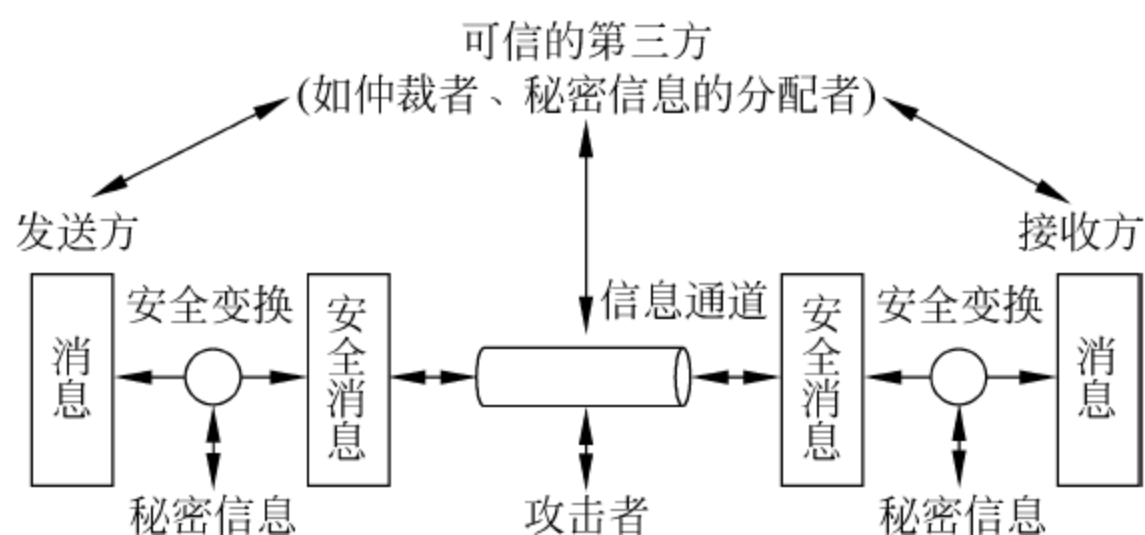 可信的第三方
(如仲裁者、秘密信息的分配者)
发送方
接收方
消息
安全变换
安全消息
信息通道
安全消息
安全变换
消息
秘密信息
攻击者
秘密信息